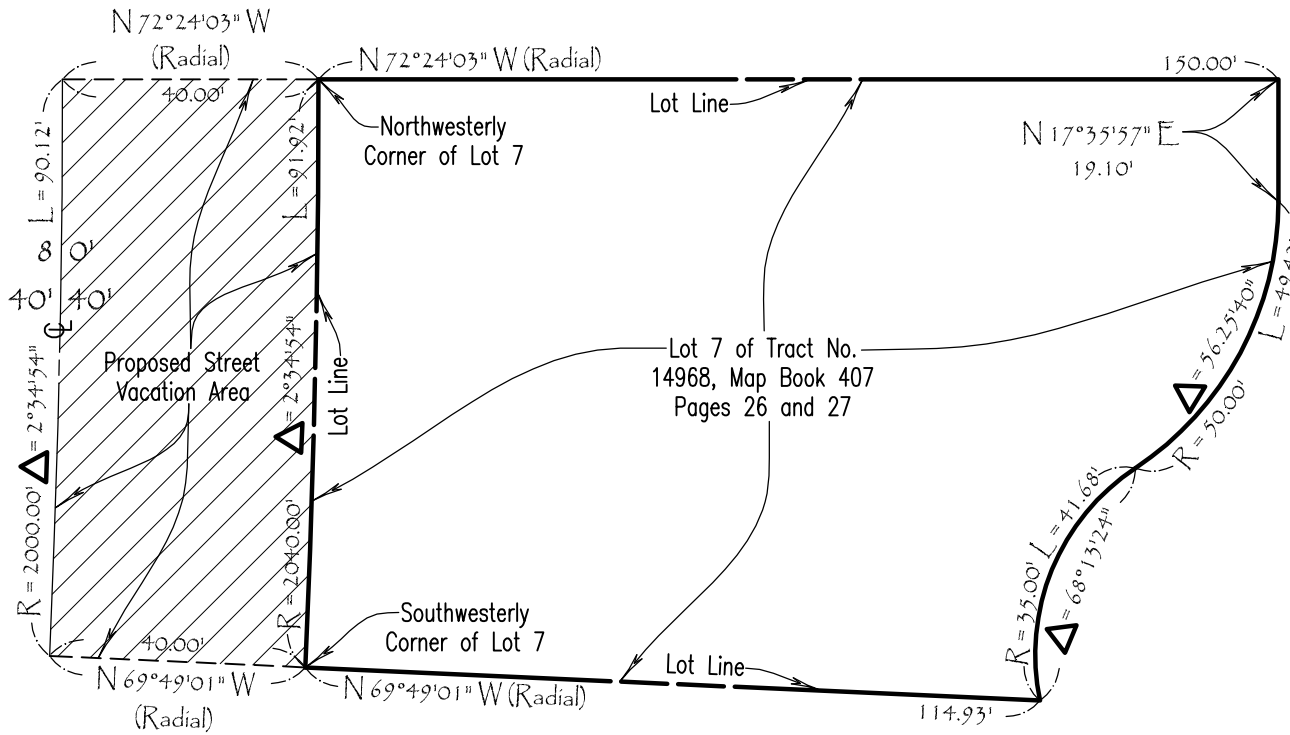 N 72°24'03" W
(Radial)
N 72°24'03" W (Radial)
150.00'
40.00'
Lot Line
Northwesterly
Corner of Lot 7
N 17°35'57" E
19.10'
L = 90.12'
L = 91.92'
8 0'
40' 40'
℄
Proposed Street
Vacation Area
Δ = 2°34'54"
R = 2000.00'
Δ = 2°34'54"
R = 2040.00'
Lot Line
Lot 7 of Tract No.
14968, Map Book 407
Pages 26 and 27
Δ = 56.25'40"
R = 50.00'
L = 41.68'
R = 35.00'
Δ = 68°13'24"
Southwesterly
Corner of Lot 7
Lot Line
40.00'
N 69°49'01" W
(Radial)
N 69°49'01" W (Radial)
114.93'